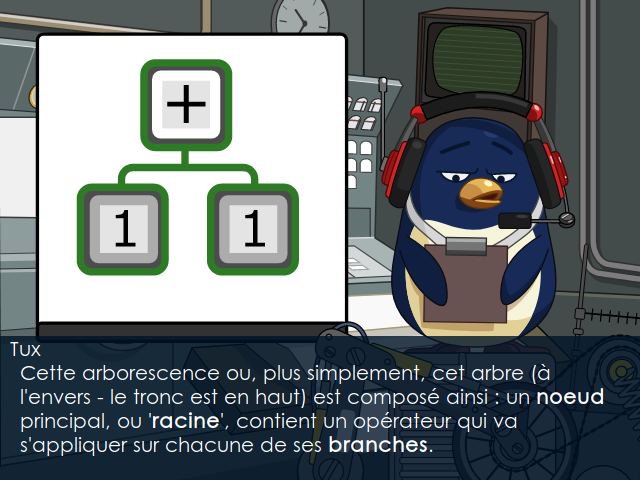 +
1 1
Tux
Cette arborescence ou, plus simplement, cet arbre (à
l'envers - le tronc est en haut) est composé ainsi : un noeud
principal, ou 'racine', contient un opérateur qui va
s'appliquer sur chacune de ses branches.